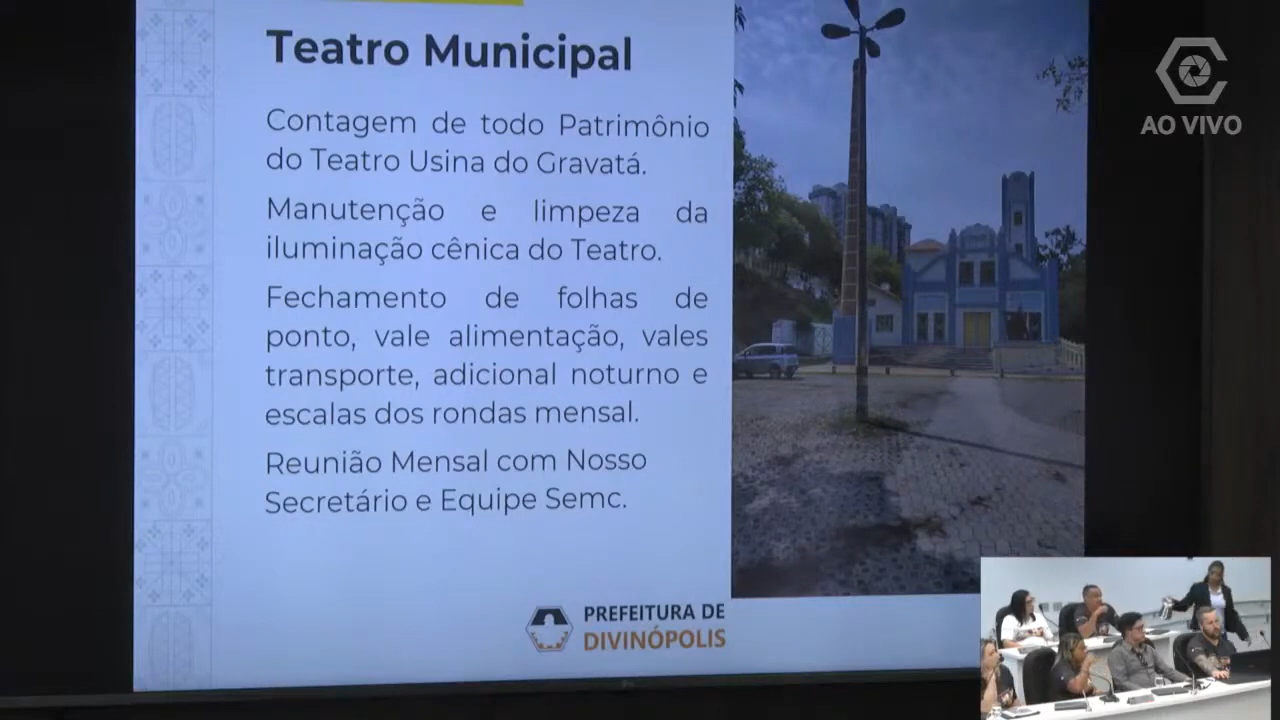 Teatro Municipal
Contagem de todo Patrimônio
do Teatro Usina do Gravatá.
Manutenção e limpeza da
iluminação cênica do Teatro.
Fechamento de folhas de
ponto, vale alimentação, vales
transporte, adicional noturno e
escalas dos rondas mensal.
Reunião Mensal com Nosso
Secretário e Equipe Semc.
PREFEITURA DE
DIVINÓPOLIS
AO VIVO